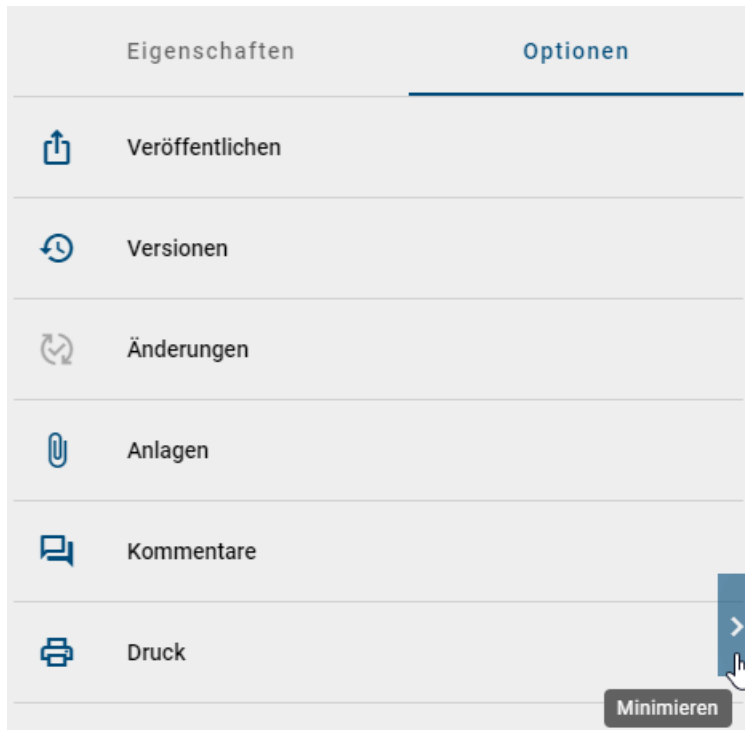 Eigenschaften Optionen
Veröffentlichen
Versionen
Änderungen
Anlagen
Kommentare
Druck
Minimieren